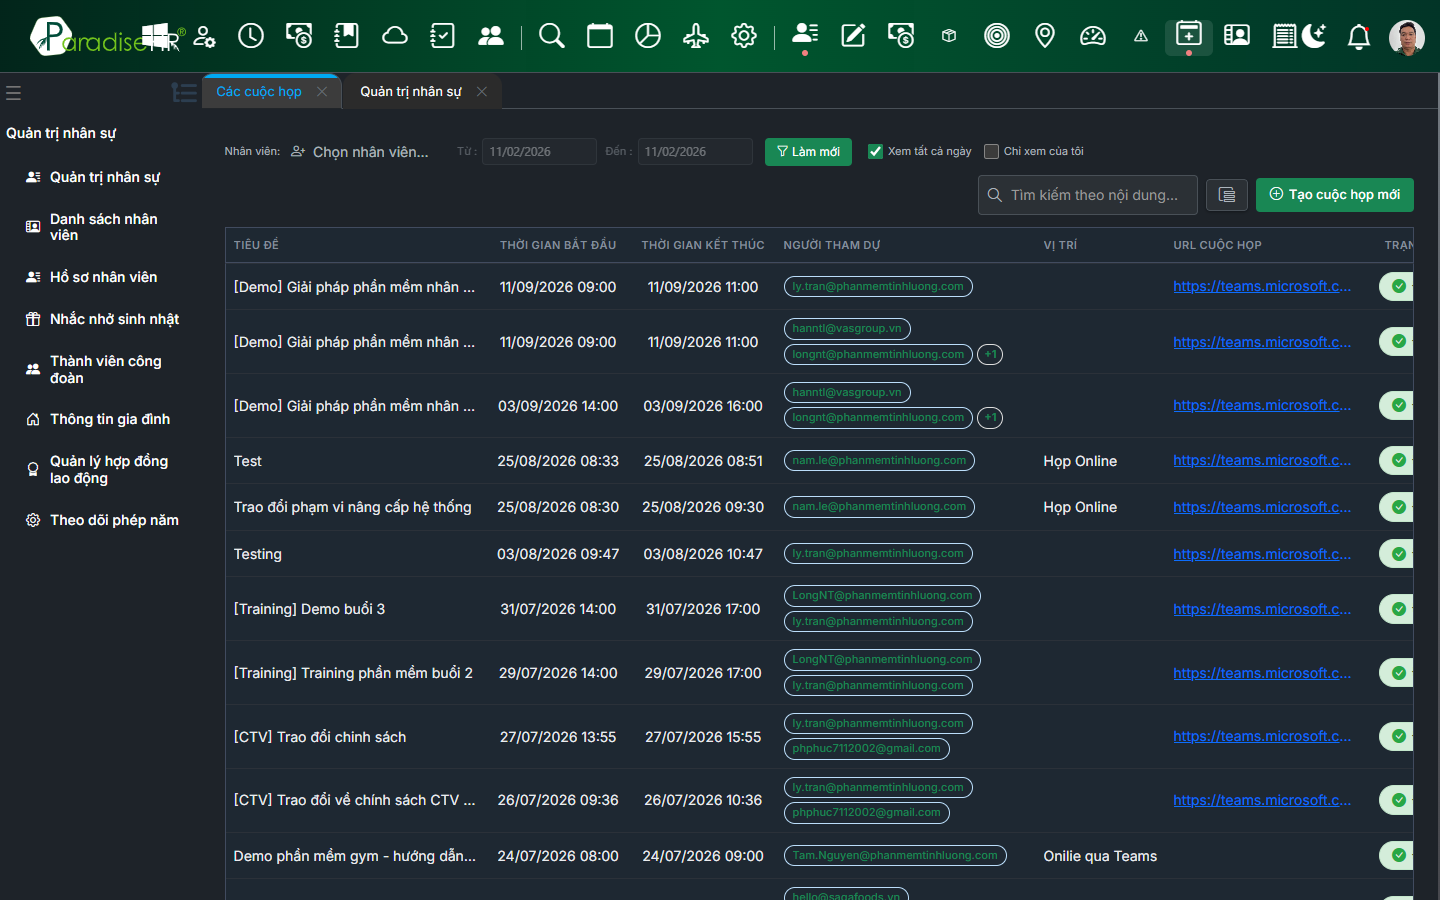 ParadiseHR®
Các cuộc họp
Quản trị nhân sự
Quản trị nhân sự
Quản trị nhân sự
Danh sách nhân
viên
Hồ sơ nhân viên
Nhắc nhở sinh nhật
Thành viên công
đoàn
Thông tin gia đình
Quản lý hợp đồng
lao động
Theo dõi phép năm
Nhân viên: Chọn nhân viên... Từ : 11/02/2026 Đến : 11/02/2026 Làm mới Xem tất cả ngày Chỉ xem của tôi
Tìm kiếm theo nội dung... Tạo cuộc họp mới
TIÊU ĐỀ THỜI GIAN BẮT ĐẦU THỜI GIAN KẾT THÚC NGƯỜI THAM DỰ VỊ TRÍ URL CUỘC HỌP TRẠN
[Demo] Giải pháp phần mềm nhân ... 11/09/2026 09:00 11/09/2026 11:00 ly.tran@phanmemtinhluong.com https://teams.microsoft.c...
[Demo] Giải pháp phần mềm nhân ... 11/09/2026 09:00 11/09/2026 11:00 hanntl@vasgroup.vn https://teams.microsoft.c...
longnt@phanmemtinhluong.com +1
[Demo] Giải pháp phần mềm nhân ... 03/09/2026 14:00 03/09/2026 16:00 hanntl@vasgroup.vn https://teams.microsoft.c...
longnt@phanmemtinhluong.com +1
Test 25/08/2026 08:33 25/08/2026 08:51 nam.le@phanmemtinhluong.com Họp Online https://teams.microsoft.c...
Trao đổi phạm vi nâng cấp hệ thống 25/08/2026 08:30 25/08/2026 09:30 nam.le@phanmemtinhluong.com Họp Online https://teams.microsoft.c...
Testing 03/08/2026 09:47 03/08/2026 10:47 ly.tran@phanmemtinhluong.com https://teams.microsoft.c...
[Training] Demo buổi 3 31/07/2026 14:00 31/07/2026 17:00 LongNT@phanmemtinhluong.com https://teams.microsoft.c...
ly.tran@phanmemtinhluong.com
[Training] Training phần mềm buổi 2 29/07/2026 14:00 29/07/2026 17:00 LongNT@phanmemtinhluong.com https://teams.microsoft.c...
ly.tran@phanmemtinhluong.com
[CTV] Trao đổi chinh sách 27/07/2026 13:55 27/07/2026 15:55 ly.tran@phanmemtinhluong.com https://teams.microsoft.c...
phphuc7112002@gmail.com
[CTV] Trao đổi về chính sách CTV ... 26/07/2026 09:36 26/07/2026 10:36 ly.tran@phanmemtinhluong.com https://teams.microsoft.c...
phphuc7112002@gmail.com
Demo phần mềm gym - hướng dẫn... 24/07/2026 08:00 24/07/2026 09:00 Tam.Nguyen@phanmemtinhluong.com Onilie qua Teams
hello@sagafoods.vn